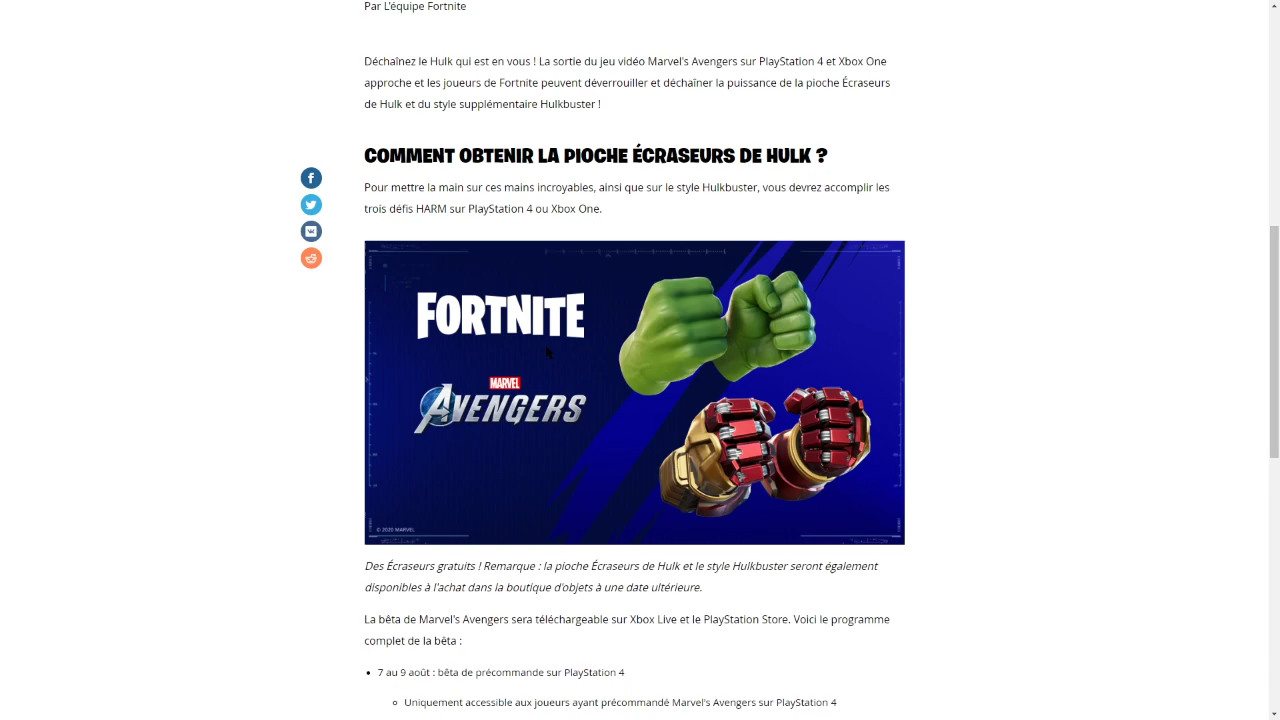 Par L'équipe Fortnite
Déchaînez le Hulk qui est en vous ! La sortie du jeu vidéo Marvel's Avengers sur PlayStation 4 et Xbox One
approche et les joueurs de Fortnite peuvent déverrouiller et déchaîner la puissance de la pioche Écraseurs
de Hulk et du style supplémentaire Hulkbuster !
COMMENT OBTENIR LA PIOCHE ÉCRASEURS DE HULK ?
Pour mettre la main sur ces mains incroyables, ainsi que sur le style Hulkbuster, vous devrez accomplir les
trois défis HARM sur PlayStation 4 ou Xbox One.
FORTNITE
MARVEL
AVENGERS
© 2020 MARVEL
Des Écraseurs gratuits ! Remarque : la pioche Écraseurs de Hulk et le style Hulkbuster seront également
disponibles à l'achat dans la boutique d'objets à une date ultérieure.
La bêta de Marvel's Avengers sera téléchargeable sur Xbox Live et le PlayStation Store. Voici le programme
complet de la bêta :
• 7 au 9 août : bêta de précommande sur PlayStation 4
Uniquement accessible aux joueurs ayant précommandé Marvel's Avengers sur PlayStation 4